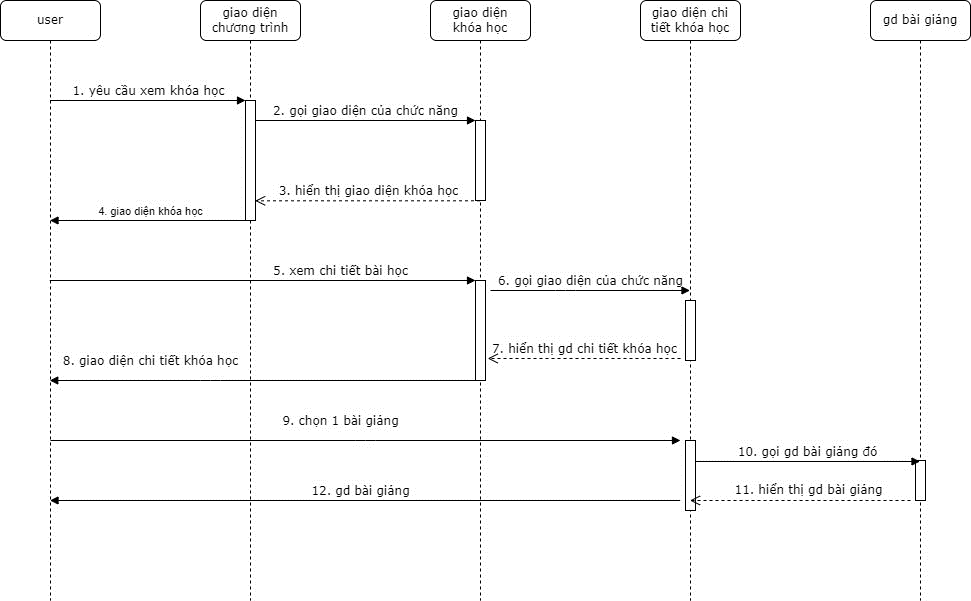 user
giao diện
chương trình
giao diện
khóa học
giao diện chi
tiết khóa học
gd bài giảng
1. yêu cầu xem khóa học
2. gọi giao diện của chức năng
3. hiển thị giao diện khóa học
4. giao diện khóa học
5. xem chi tiết bài học
6. gọi giao diện của chức năng
7. hiển thị gd chi tiết khóa học
8. giao diện chi tiết khóa học
9. chọn 1 bài giảng
10. gọi gd bài giảng đó
11. hiển thị gd bài giảng
12. gd bài giảng